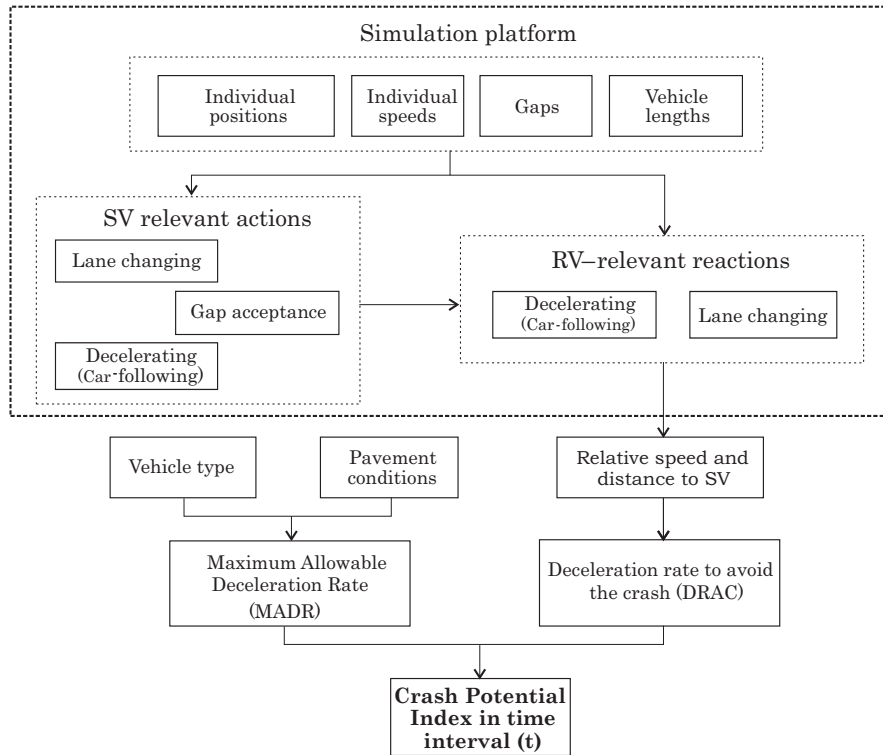 Simulation platform
Individual
positions
Individual
speeds
Gaps
Vehicle
lengths
SV relevant actions
Lane changing
Gap acceptance
Decelerating
(Car-following)
RV–relevant reactions
Decelerating
(Car-following)
Lane changing
Vehicle type
Pavement
conditions
Relative speed and
distance to SV
Maximum Allowable
Deceleration Rate
(MADR)
Deceleration rate to avoid
the crash (DRAC)
Crash Potential
Index in time
interval (t)